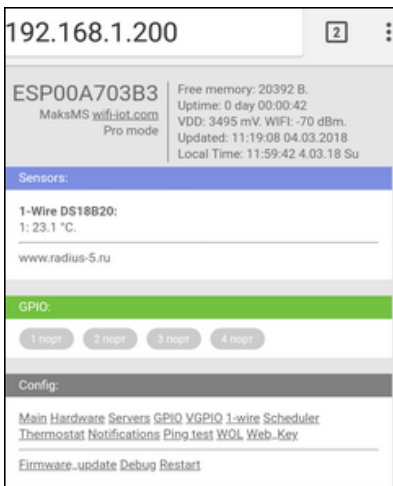 192.168.1.200
2
ESP00A703B3
MaksMS wifi-iot.com
Pro mode
Free memory: 20392 B.
Uptime: 0 day 00:00:42
VDD: 3495 mV. WIFI: -70 dBm.
Updated: 11:19:08 04.03.2018
Local Time: 11:59:42 4.03.18 Su
Sensors:
1-Wire DS18B20:
1: 23.1 °C.
www.radius-5.ru
GPIO:
1 порт 2 порт 3 порт 4 порт
Config:
Main Hardware Servers GPIO VGPIO 1-wire Scheduler
Thermostat Notifications Ping test WOL Web_Key
Firmware_update Debug Restart